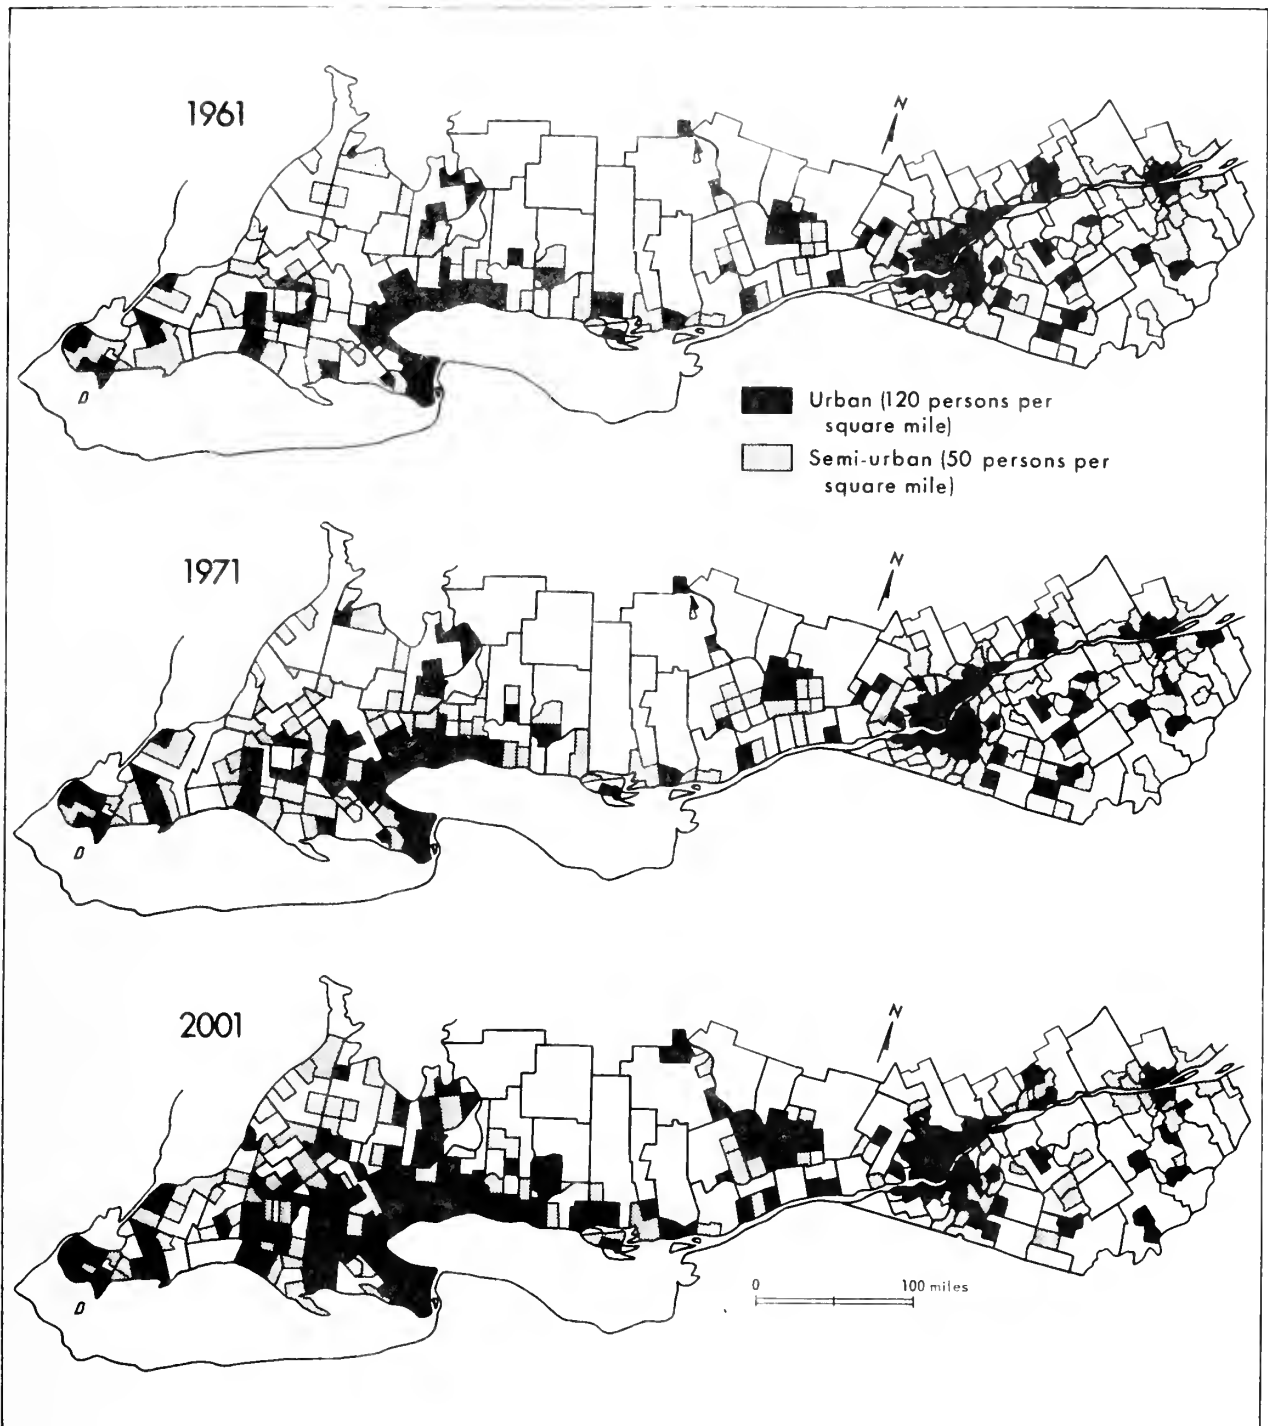 1961
N
Urban (120 persons per
square mile)
Semi-urban (50 persons per
square mile)
1971
N
2001
N
0 100 miles